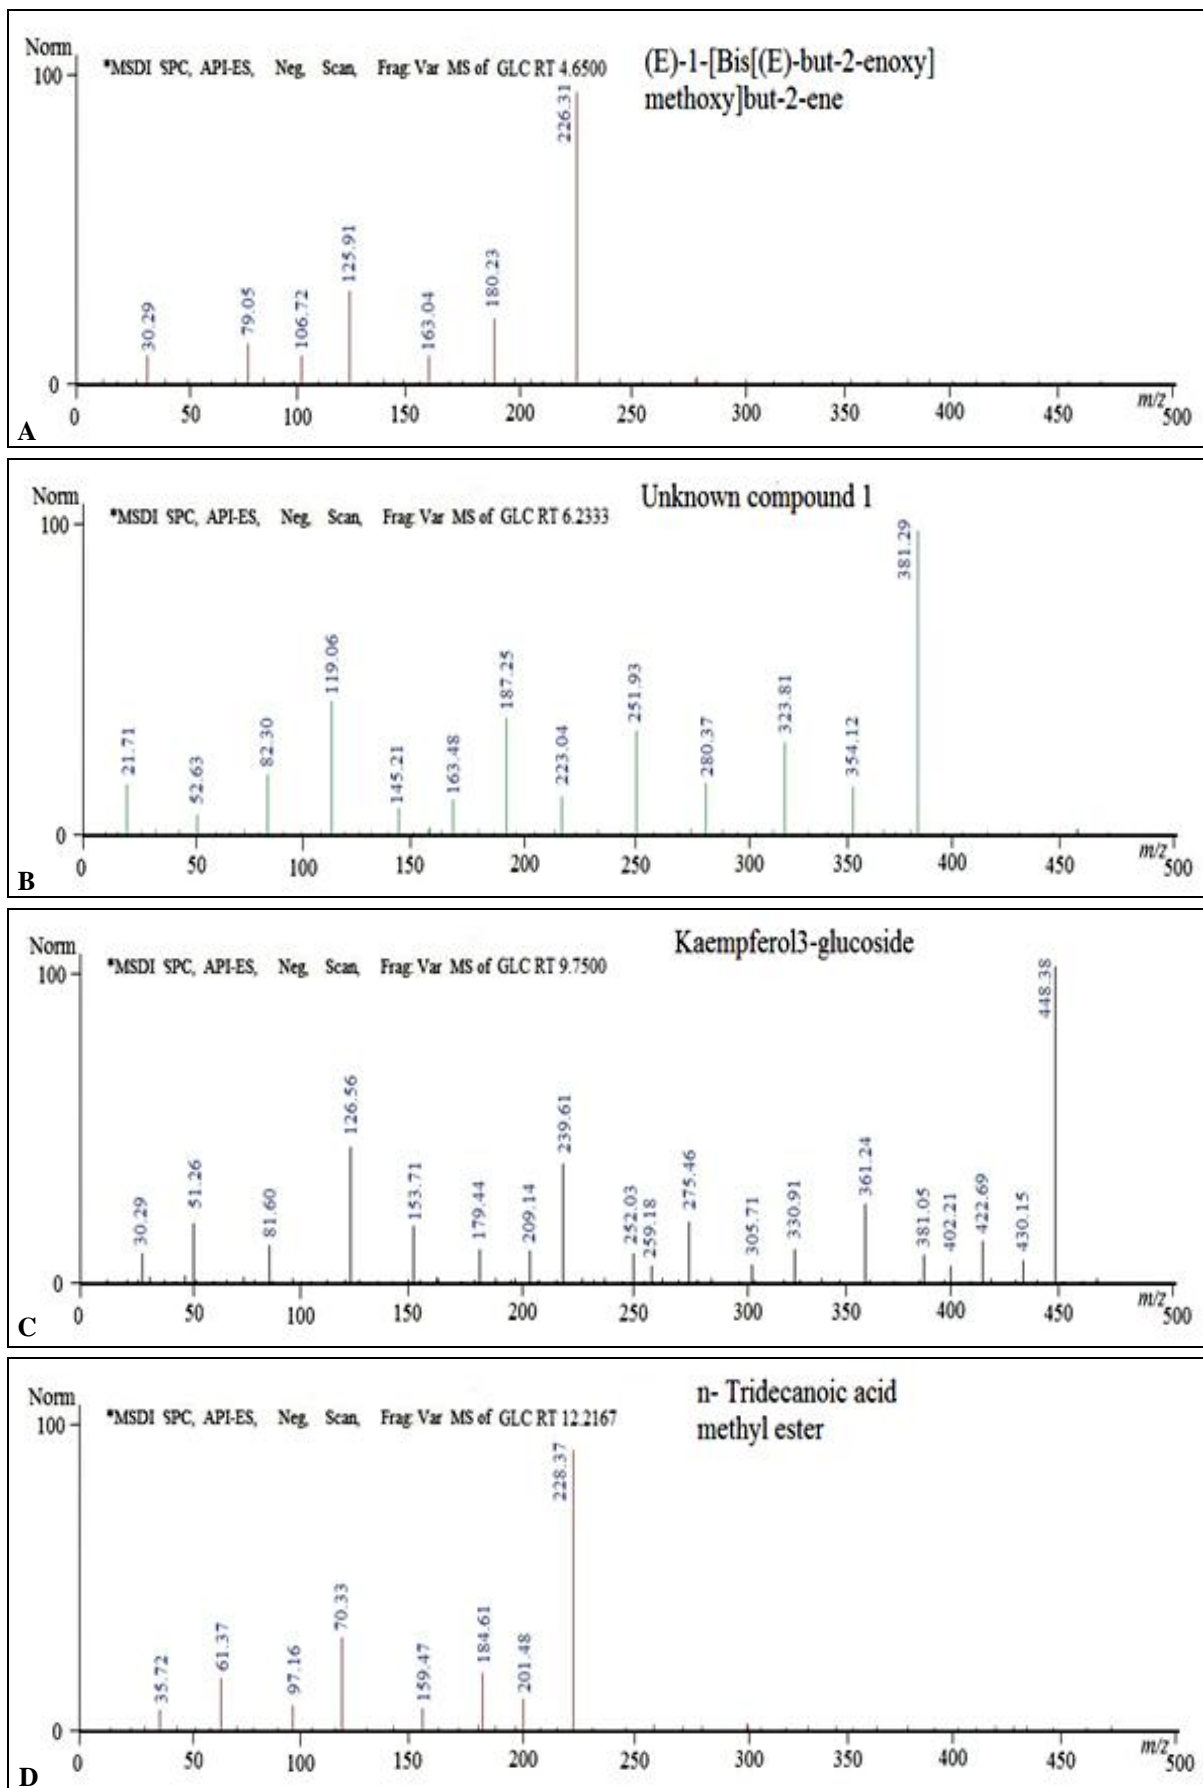 Norm
100
*MSDI SPC, API-ES, Neg, Scan, Frag: Var MS of GLC RT 4.6500
(E)-1-[Bis[(E)-but-2-enoxy]
methoxy]but-2-ene
30.29
79.05
106.72
125.91
163.04
180.23
226.31
0
0 50 100 150 200 250 300 350 400 450 m/z 500
A
Norm
100
*MSDI SPC, API-ES, Neg, Scan, Frag: Var MS of GLC RT 6.2333
Unknown compound 1
21.71
52.63
82.30
119.06
145.21
163.48
187.25
223.04
251.93
280.37
323.81
354.12
381.29
0
0 50 100 150 200 250 300 350 400 450 m/z 500
B
Norm
100
*MSDI SPC, API-ES, Neg, Scan, Frag: Var MS of GLC RT 9.7500
Kaempferol3-glucoside
30.29
51.26
81.60
126.56
153.71
179.44
209.14
239.61
252.03
259.18
275.46
305.71
330.91
361.24
381.05
402.21
422.69
430.15
448.38
0
0 50 100 150 200 250 300 350 400 450 m/z 500
C
Norm
100
*MSDI SPC, API-ES, Neg, Scan, Frag: Var MS of GLC RT 12.2167
n- Tridecanoic acid
methyl ester
35.72
61.37
97.16
70.33
159.47
184.61
201.48
228.37
0
0 50 100 150 200 250 300 350 400 450 m/z 500
D